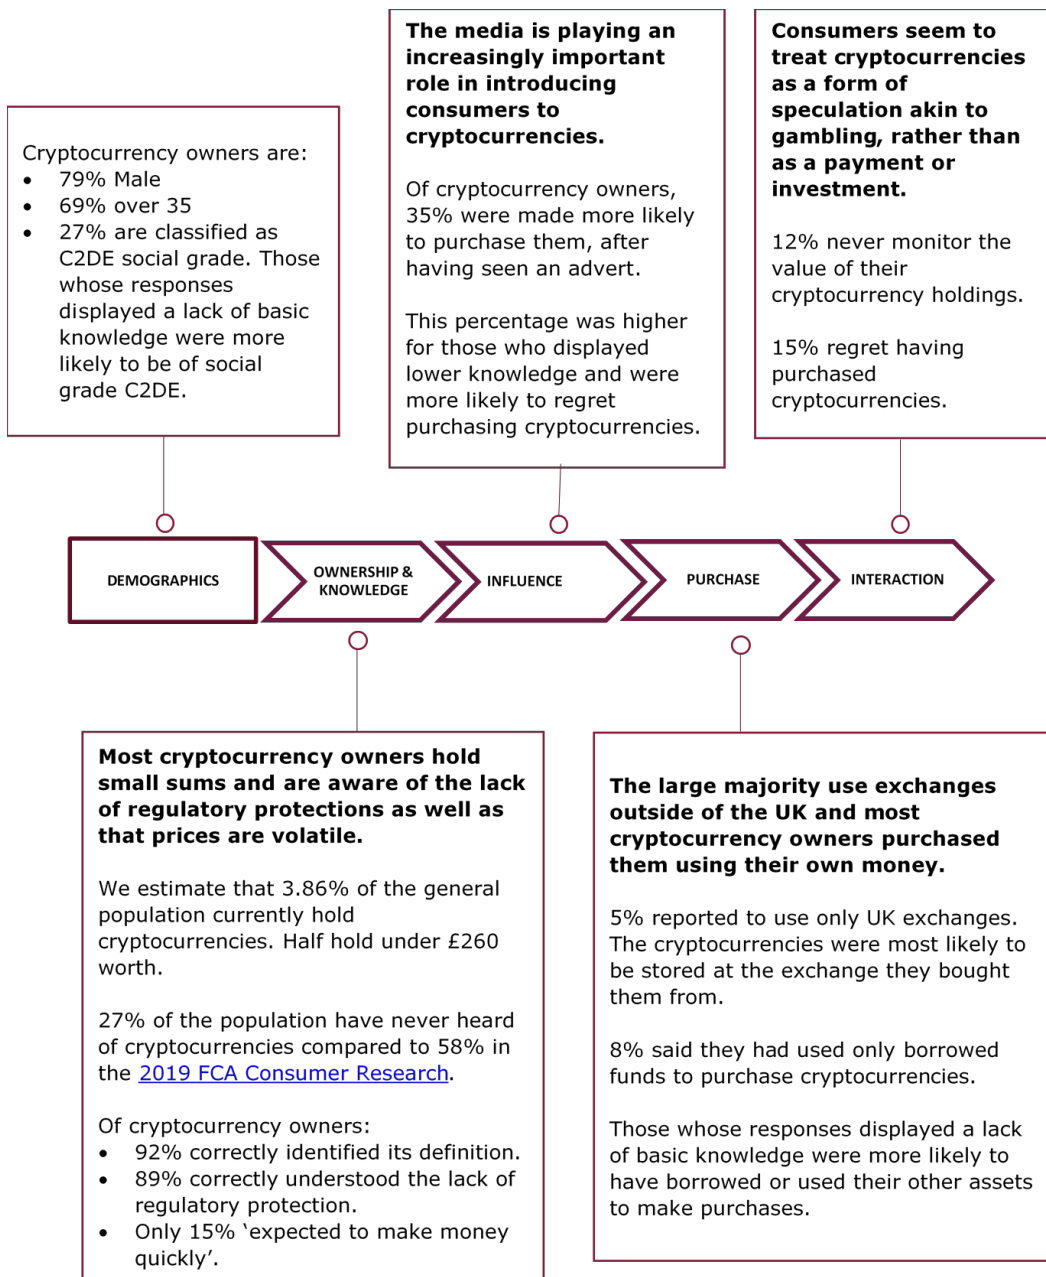 Cryptocurrency owners are:
• 79% Male
• 69% over 35
• 27% are classified as
C2DE social grade. Those
whose responses
displayed a lack of basic
knowledge were more
likely to be of social
grade C2DE.
The media is playing an
increasingly important
role in introducing
consumers to
cryptocurrencies.
Of cryptocurrency owners,
35% were made more likely
to purchase them, after
having seen an advert.
This percentage was higher
for those who displayed
lower knowledge and were
more likely to regret
purchasing cryptocurrencies.
Consumers seem to
treat cryptocurrencies
as a form of
speculation akin to
gambling, rather than
as a payment or
investment.
12% never monitor the
value of their
cryptocurrency holdings.
15% regret having
purchased
cryptocurrencies.
DEMOGRAPHICS
OWNERSHIP &
KNOWLEDGE
INFLUENCE
PURCHASE
INTERACTION
Most cryptocurrency owners hold
small sums and are aware of the lack
of regulatory protections as well as
that prices are volatile.
We estimate that 3.86% of the general
population currently hold
cryptocurrencies. Half hold under £260
worth.
27% of the population have never heard
of cryptocurrencies compared to 58% in
the 2019 FCA Consumer Research.
Of cryptocurrency owners:
• 92% correctly identified its definition.
• 89% correctly understood the lack of
regulatory protection.
• Only 15% ‘expected to make money
quickly’.
The large majority use exchanges
outside of the UK and most
cryptocurrency owners purchased
them using their own money.
5% reported to use only UK exchanges.
The cryptocurrencies were most likely to
be stored at the exchange they bought
them from.
8% said they had used only borrowed
funds to purchase cryptocurrencies.
Those whose responses displayed a lack
of basic knowledge were more likely to
have borrowed or used their other assets
to make purchases.